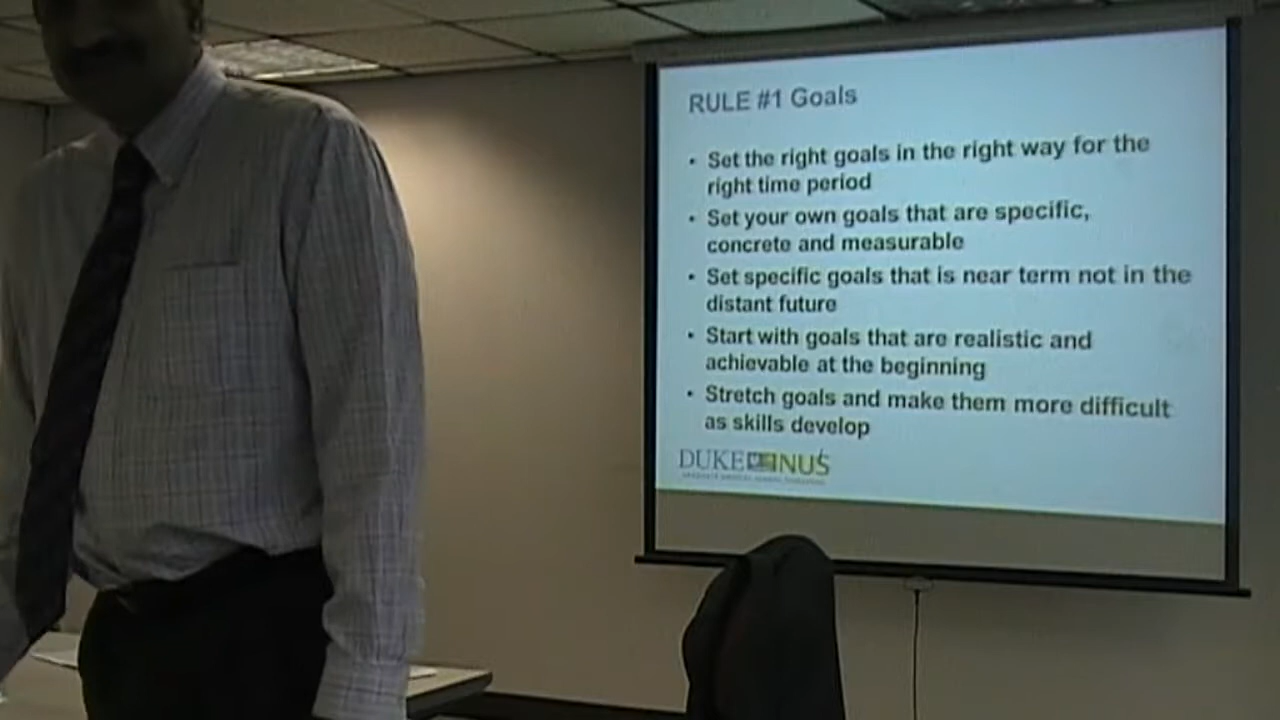 RULE #1 Goals
• Set the right goals in the right way for the
right time period
• Set your own goals that are specific,
concrete and measurable
• Set specific goals that is near term not in the
distant future
• Start with goals that are realistic and
achievable at the beginning
• Stretch goals and make them more difficult
as skills develop
DUKE NUS